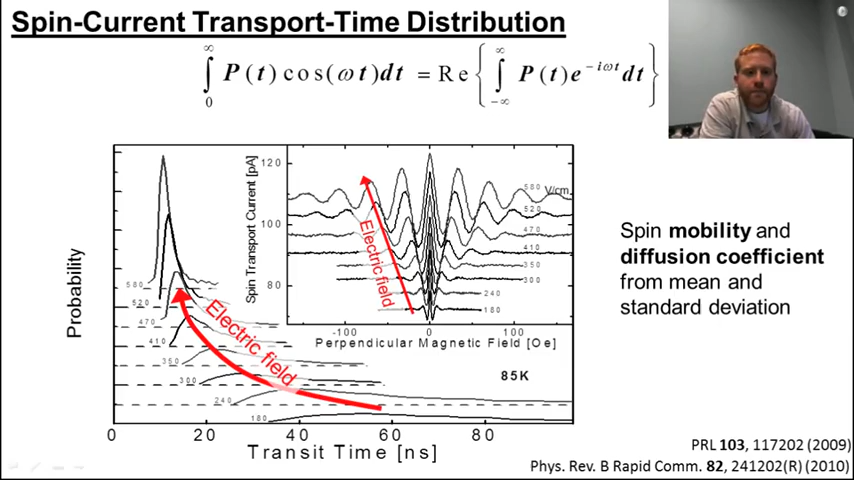 Spin-Current Transport-Time Distribution
∫₀^∞ P(t)cos(ωt)dt = Re{∫₋∞^∞ P(t)e^{-iωt}dt}
Spin Transport Current [pA]
120
100
80
580 V/cm
520
470
410
350
300
240
180
Electric field
-100 0 100
Perpendicular Magnetic Field [Oe]
Probability
580
520
470
410
350
300
240
180
Electric field
85K
0 20 40 60 80
Transit Time [ns]
Spin mobility and
diffusion coefficient
from mean and
standard deviation
PRL 103, 117202 (2009)
Phys. Rev. B Rapid Comm. 82, 241202(R) (2010)